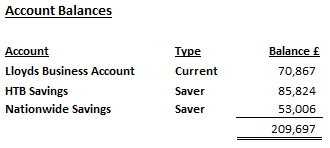 Account Balances
Account Type Balance £
Lloyds Business Account Current 70,867
HTB Savings Saver 85,824
Nationwide Savings Saver 53,006
209,697